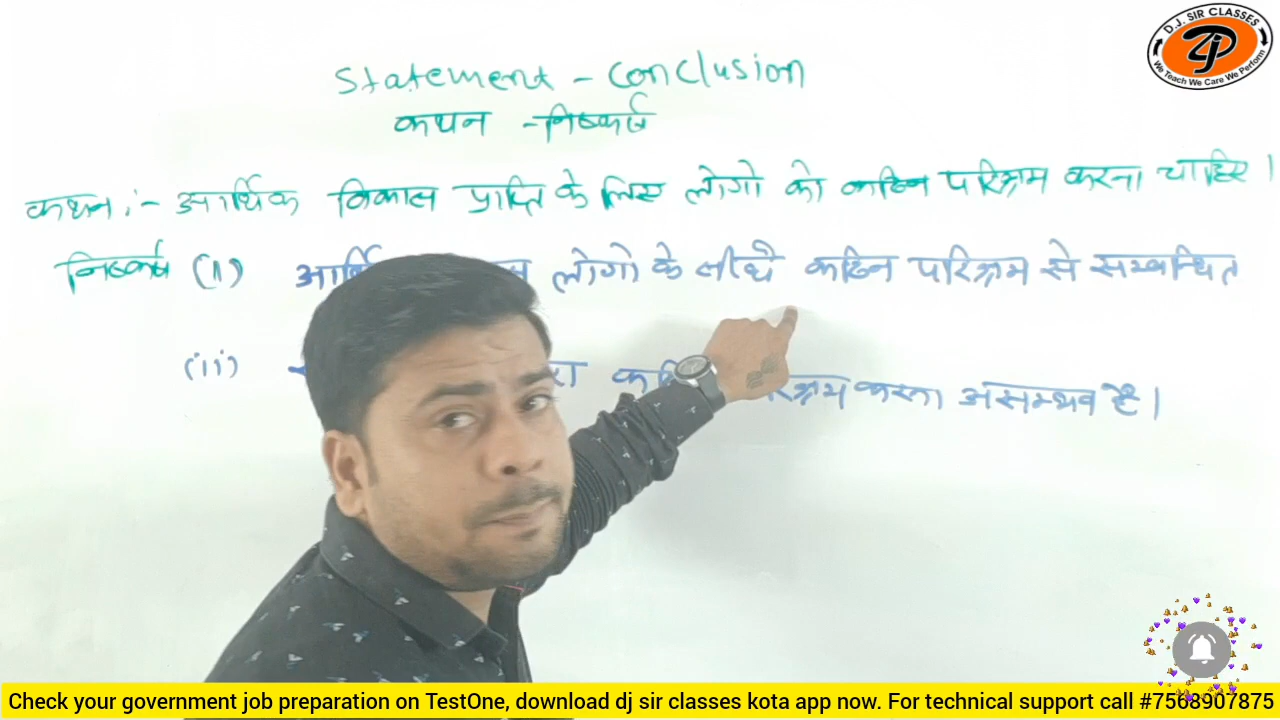 D.J. SIR CLASSES
DJ
We Teach We Care We Perform
Statement - Conclusion
कथन - निष्कर्ष
कथन :- आर्थिक विकास प्राप्ति के लिए लोगो को कठिन परिश्रम करना चाहिए ।
निष्कर्ष (i) लोगो के सीधे कठिन परिश्रम से सम्बन्धित
(ii) करना असम्भव है ।
Check your government job preparation on TestOne, download dj sir classes kota app now. For technical support call #7568907875